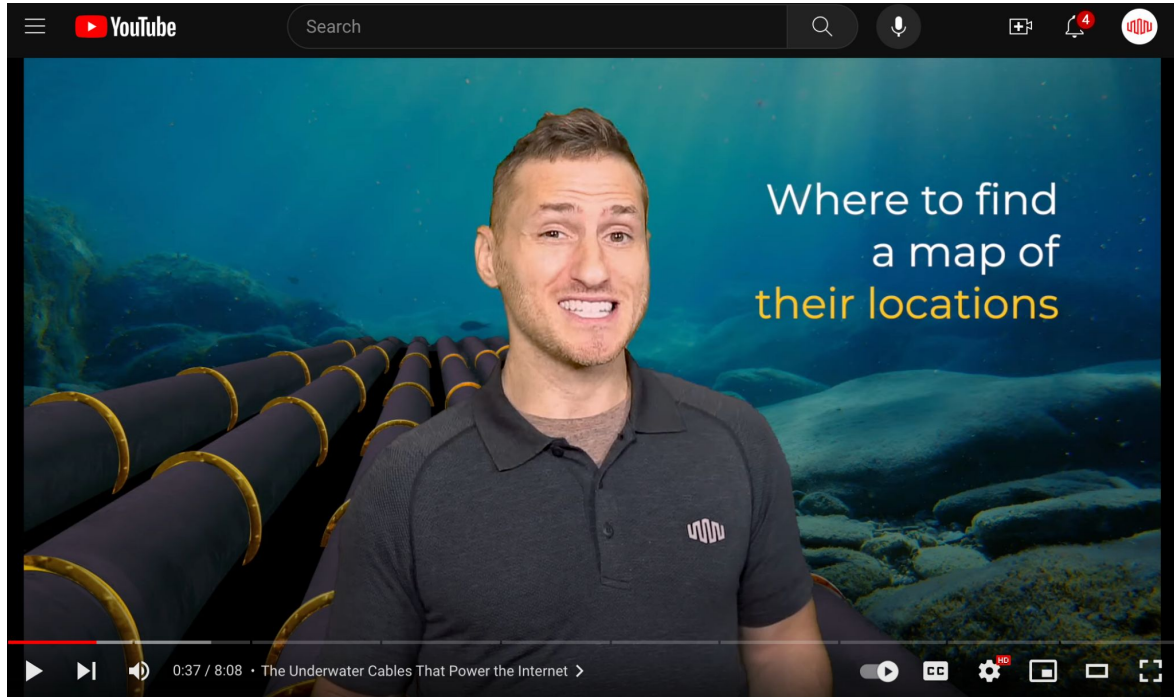 YouTube
Search
4
Where to find
a map of
their locations
0:37 / 8:08 • The Underwater Cables That Power the Internet >
CC
HD